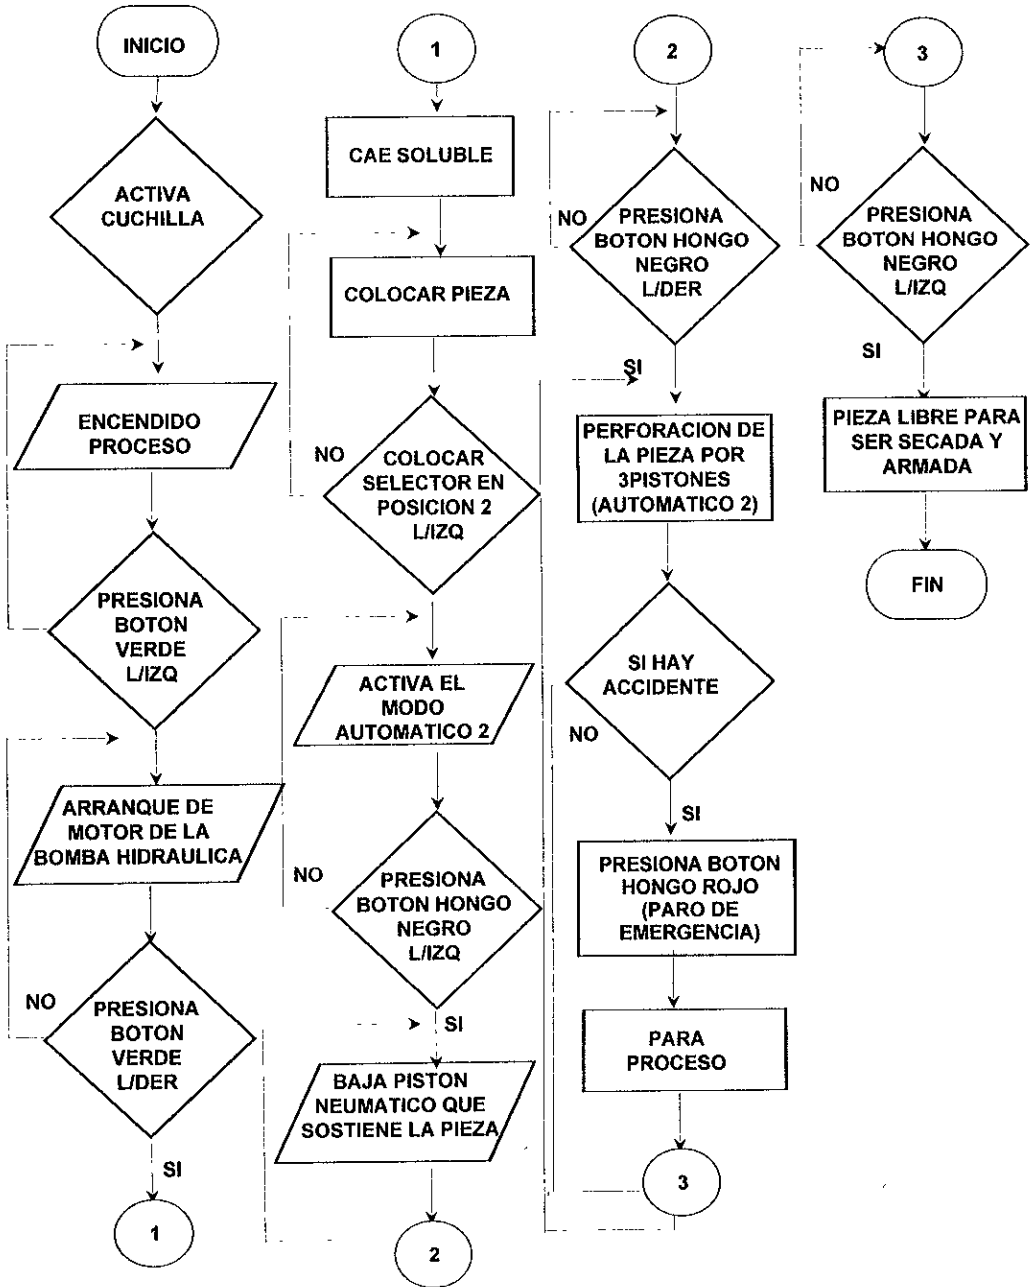 INICIO
ACTIVA
CUCHILLA
ENCENDIDO
PROCESO
PRESIONA
BOTON
VERDE
L/IZQ
ARRANQUE DE
MOTOR DE LA
BOMBA HIDRAULICA
NO
PRESIONA
BOTON
VERDE
L/DER
SI
1
1
CAE SOLUBLE
COLOCAR PIEZA
NO
COLOCAR
SELECTOR EN
POSICION 2
L/IZQ
ACTIVA EL
MODO
AUTOMATICO 2
NO
PRESIONA
BOTON HONGO
NEGRO
L/IZQ
SI
BAJA PISTON
NEUMATICO QUE
SOSTIENE LA PIEZA
2
2
NO
PRESIONA
BOTON HONGO
NEGRO
L/DER
SI
PERFORACION DE
LA PIEZA POR
3PISTONES
(AUTOMATICO 2)
SI HAY
ACCIDENTE
NO
SI
PRESIONA BOTON
HONGO ROJO
(PARO DE
EMERGENCIA)
PARA
PROCESO
3
3
NO
PRESIONA
BOTON HONGO
NEGRO
L/IZQ
SI
PIEZA LIBRE PARA
SER SECADA Y
ARMADA
FIN